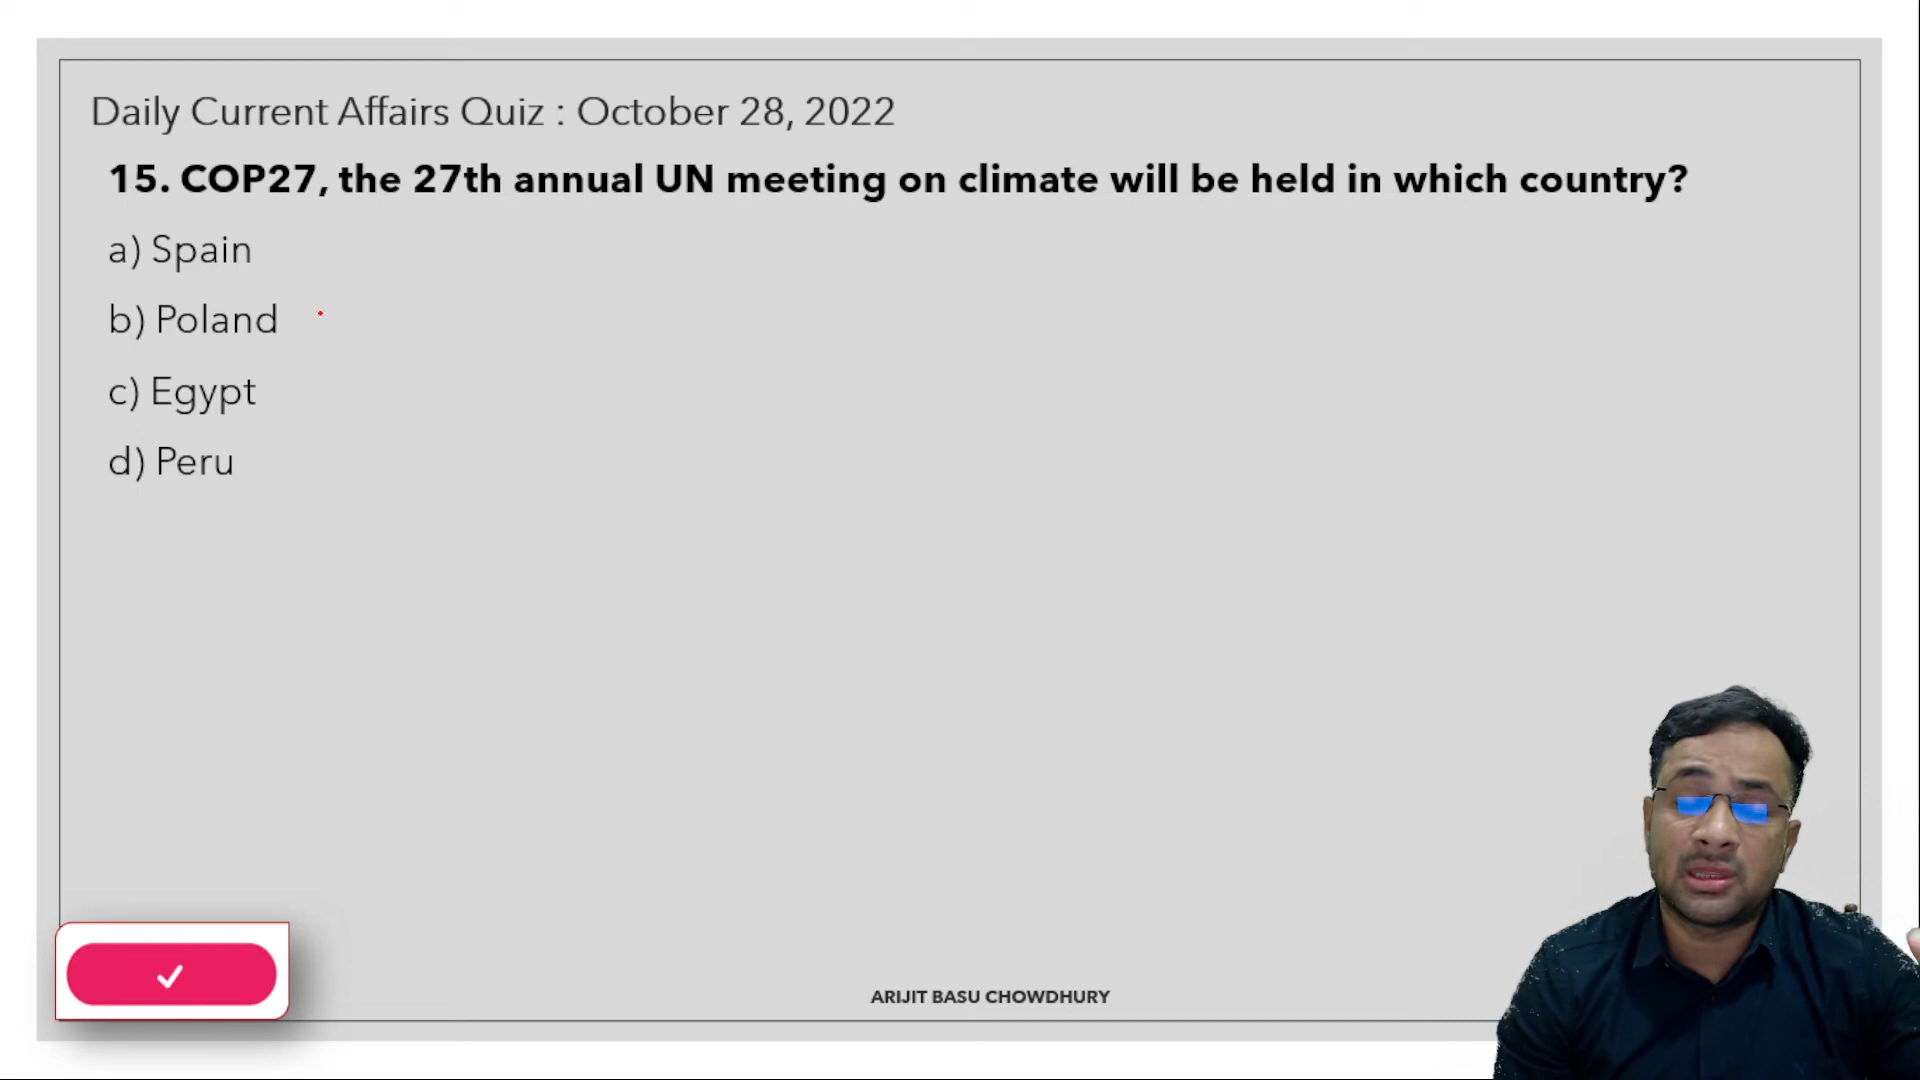 Daily Current Affairs Quiz : October 28, 2022
15. COP27, the 27th annual UN meeting on climate will be held in which country?
a) Spain
b) Poland
c) Egypt
d) Peru
ARIJIT BASU CHOWDHURY